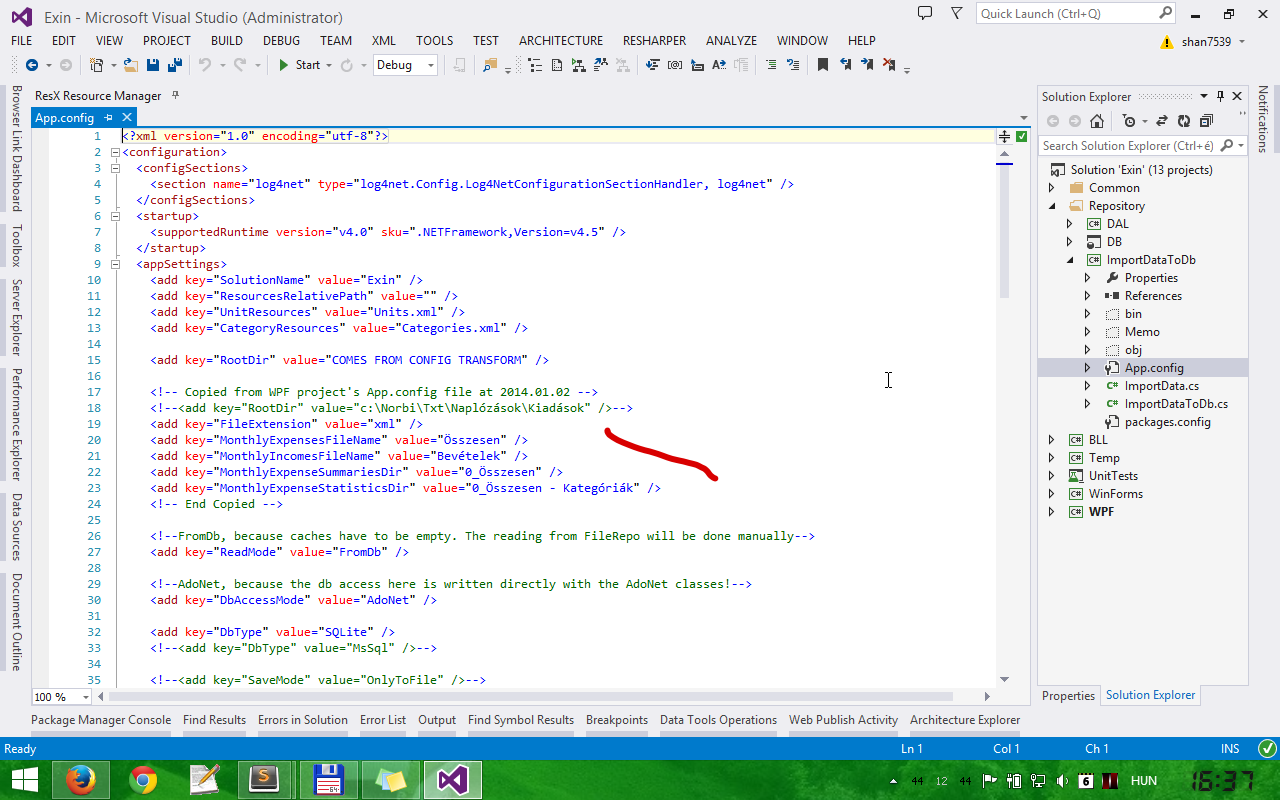 Exin - Microsoft Visual Studio (Administrator)
Quick Launch (Ctrl+Q)
FILE EDIT VIEW PROJECT BUILD DEBUG TEAM XML TOOLS TEST ARCHITECTURE RESHARPER ANALYZE WINDOW HELP
shan7539
Start Debug
Browser Link Dashboard
Toolbox
Server Explorer
Performance Explorer
Data Sources
Document Outline
ResX Resource Manager
App.config
1 <?xml version="1.0" encoding="utf-8"?>
2 <configuration>
3 <configSections>
4 <section name="log4net" type="log4net.Config.Log4NetConfigurationSectionHandler, log4net" />
5 </configSections>
6 <startup>
7 <supportedRuntime version="v4.0" sku=".NETFramework,Version=v4.5" />
8 </startup>
9 <appSettings>
10 <add key="SolutionName" value="Exin" />
11 <add key="ResourcesRelativePath" value="" />
12 <add key="UnitResources" value="Units.xml" />
13 <add key="CategoryResources" value="Categories.xml" />
14
15 <add key="RootDir" value="COMES FROM CONFIG TRANSFORM" />
16
17 <!-- Copied from WPF project's App.config file at 2014.01.02 -->
18 <!--<add key="RootDir" value="c:\Norbi\Txt\Naplózások\Kiadások" />-->
19 <add key="FileExtension" value="xml" />
20 <add key="MonthlyExpensesFileName" value="Összesen" />
21 <add key="MonthlyIncomesFileName" value="Bevételek" />
22 <add key="MonthlyExpenseSummariesDir" value="0_Összesen" />
23 <add key="MonthlyExpenseStatisticsDir" value="0_Összesen - Kategóriák" />
24 <!-- End Copied -->
25
26 <!--FromDb, because caches have to be empty. The reading from FileRepo will be done manually-->
27 <add key="ReadMode" value="FromDb" />
28
29 <!--AdoNet, because the db access here is written directly with the AdoNet classes!-->
30 <add key="DbAccessMode" value="AdoNet" />
31
32 <add key="DbType" value="SQLite" />
33 <!--<add key="DbType" value="MsSql" />-->
34
35 <!--<add key="SaveMode" value="OnlyToFile" />-->
100 %
Solution Explorer
Search Solution Explorer (Ctrl+é)
Solution 'Exin' (13 projects)
Common
Repository
DAL
DB
ImportDataToDb
Properties
References
bin
Memo
obj
App.config
ImportData.cs
ImportDataToDb.cs
packages.config
BLL
Temp
UnitTests
WinForms
WPF
Properties Solution Explorer
Notifications
Package Manager Console Find Results Errors in Solution Error List Output Find Symbol Results Breakpoints Data Tools Operations Web Publish Activity Architecture Explorer
Ready Ln 1 Col 1 Ch 1 INS
44 12 44 6 HUN 15:37